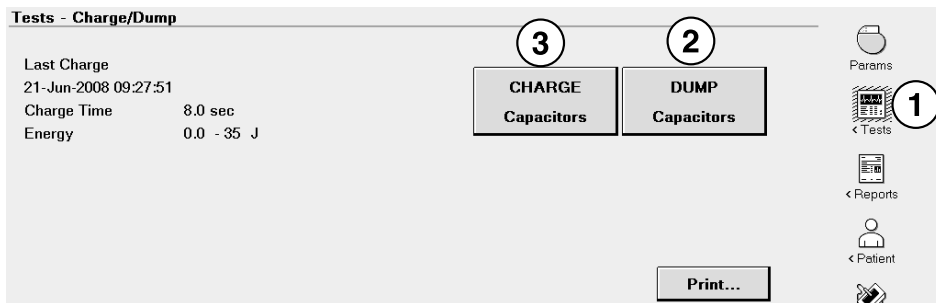 Tests - Charge/Dump
Last Charge
21-Jun-2008 09:27:51
Charge Time 8.0 sec
Energy 0.0 - 35 J
3
CHARGE
Capacitors
2
DUMP
Capacitors
Print...
Params
1
< Tests
< Reports
< Patient